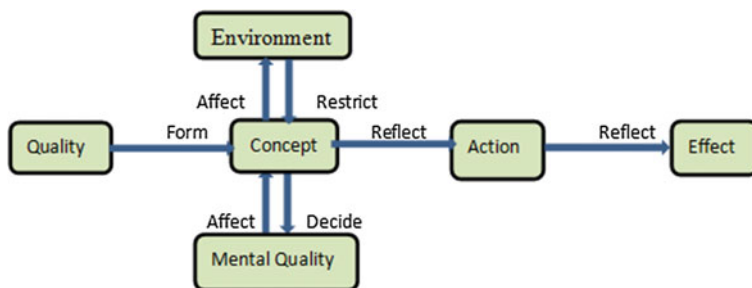 Environment
Affect
Restrict
Quality
Form
Concept
Reflect
Action
Reflect
Effect
Affect
Decide
Mental Quality